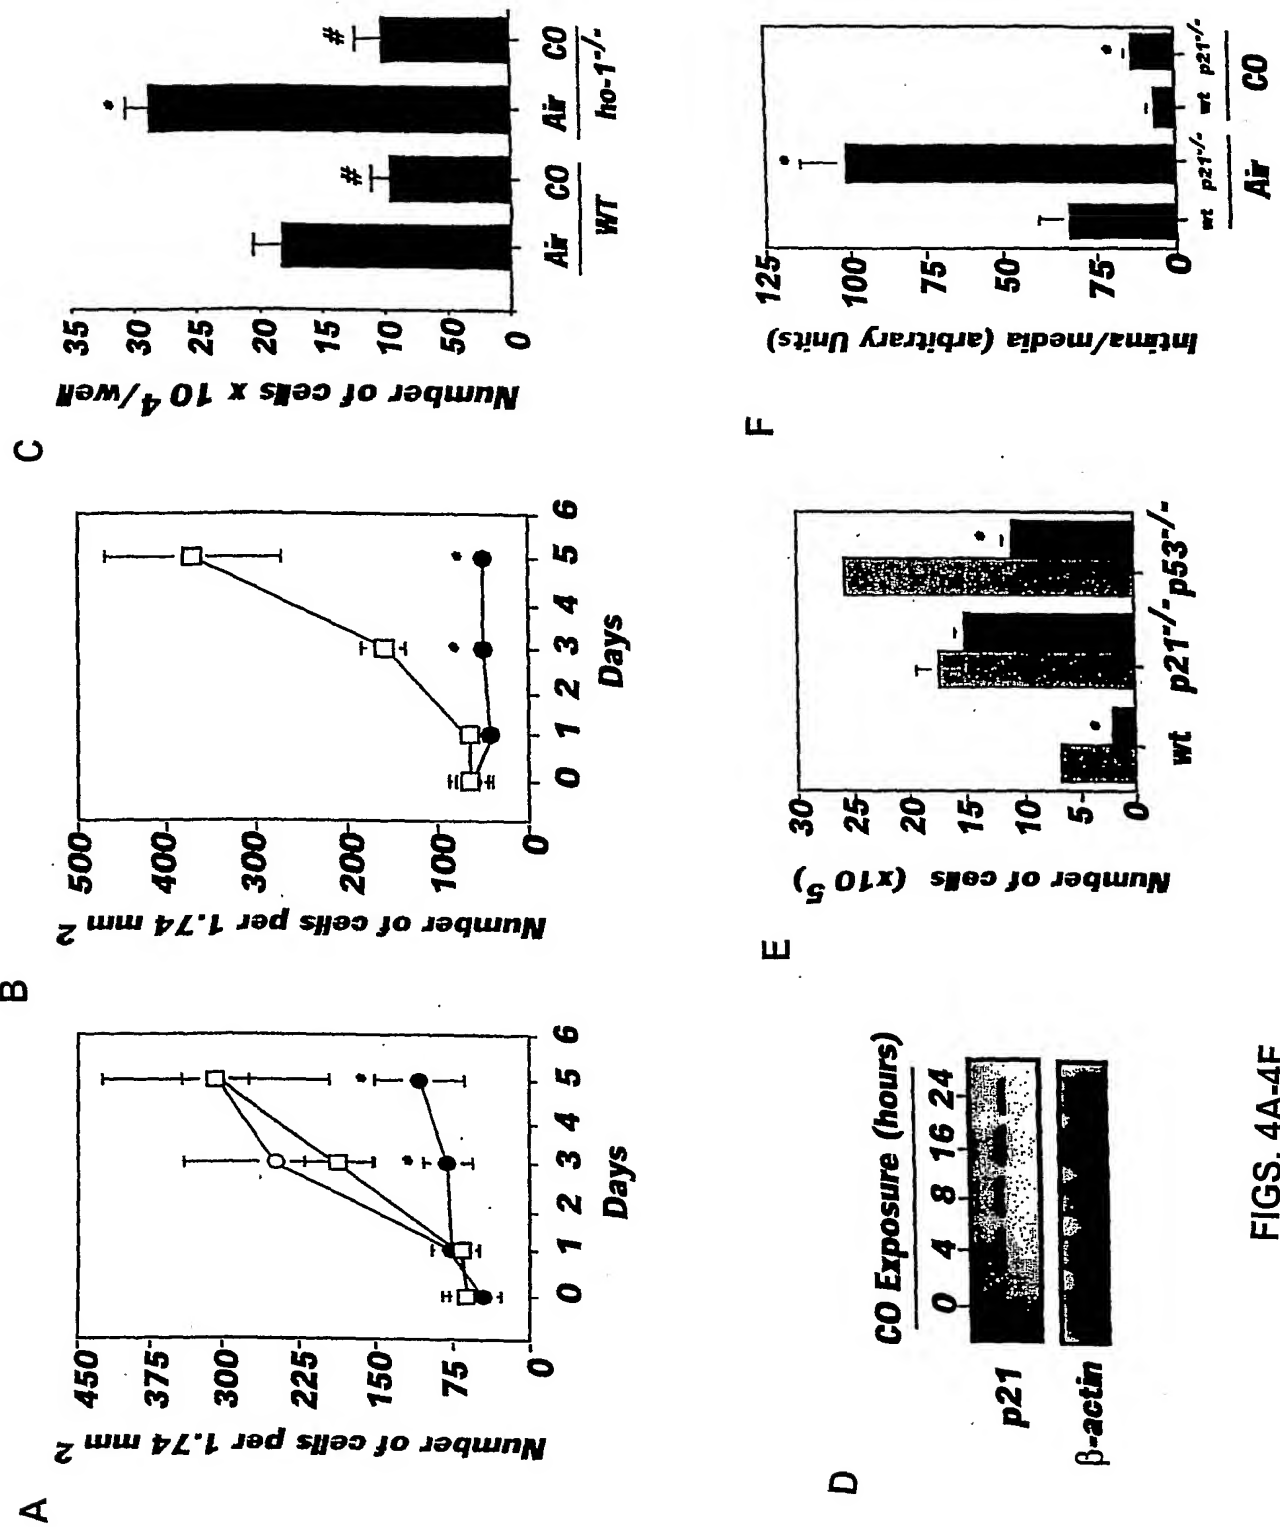 A
Number of cells per 1.74 mm 2
450
375
300
225
150
75
0
0 1 2 3 4 5 6
Days
*
*
B
Number of cells per 1.74 mm 2
500
400
300
200
100
0
0 1 2 3 4 5 6
Days
*
*
C
Number of cells x 10 4/well
35
30
25
20
10
50
0
#
*
#
Air CO Air CO
WT ho-1-/-
D
CO Exposure (hours)
0 4 8 16 24
p21
β-actin
E
Number of cells (x10 5)
30
25
20
15
10
5
0
*
*
wt p21-/- p53-/-
F
Intima/media (arbitrary Units)
125
100
75
50
75
0
*
*
wt p21-/- wt p21-/-
Air CO
FIGS. 4A-4F